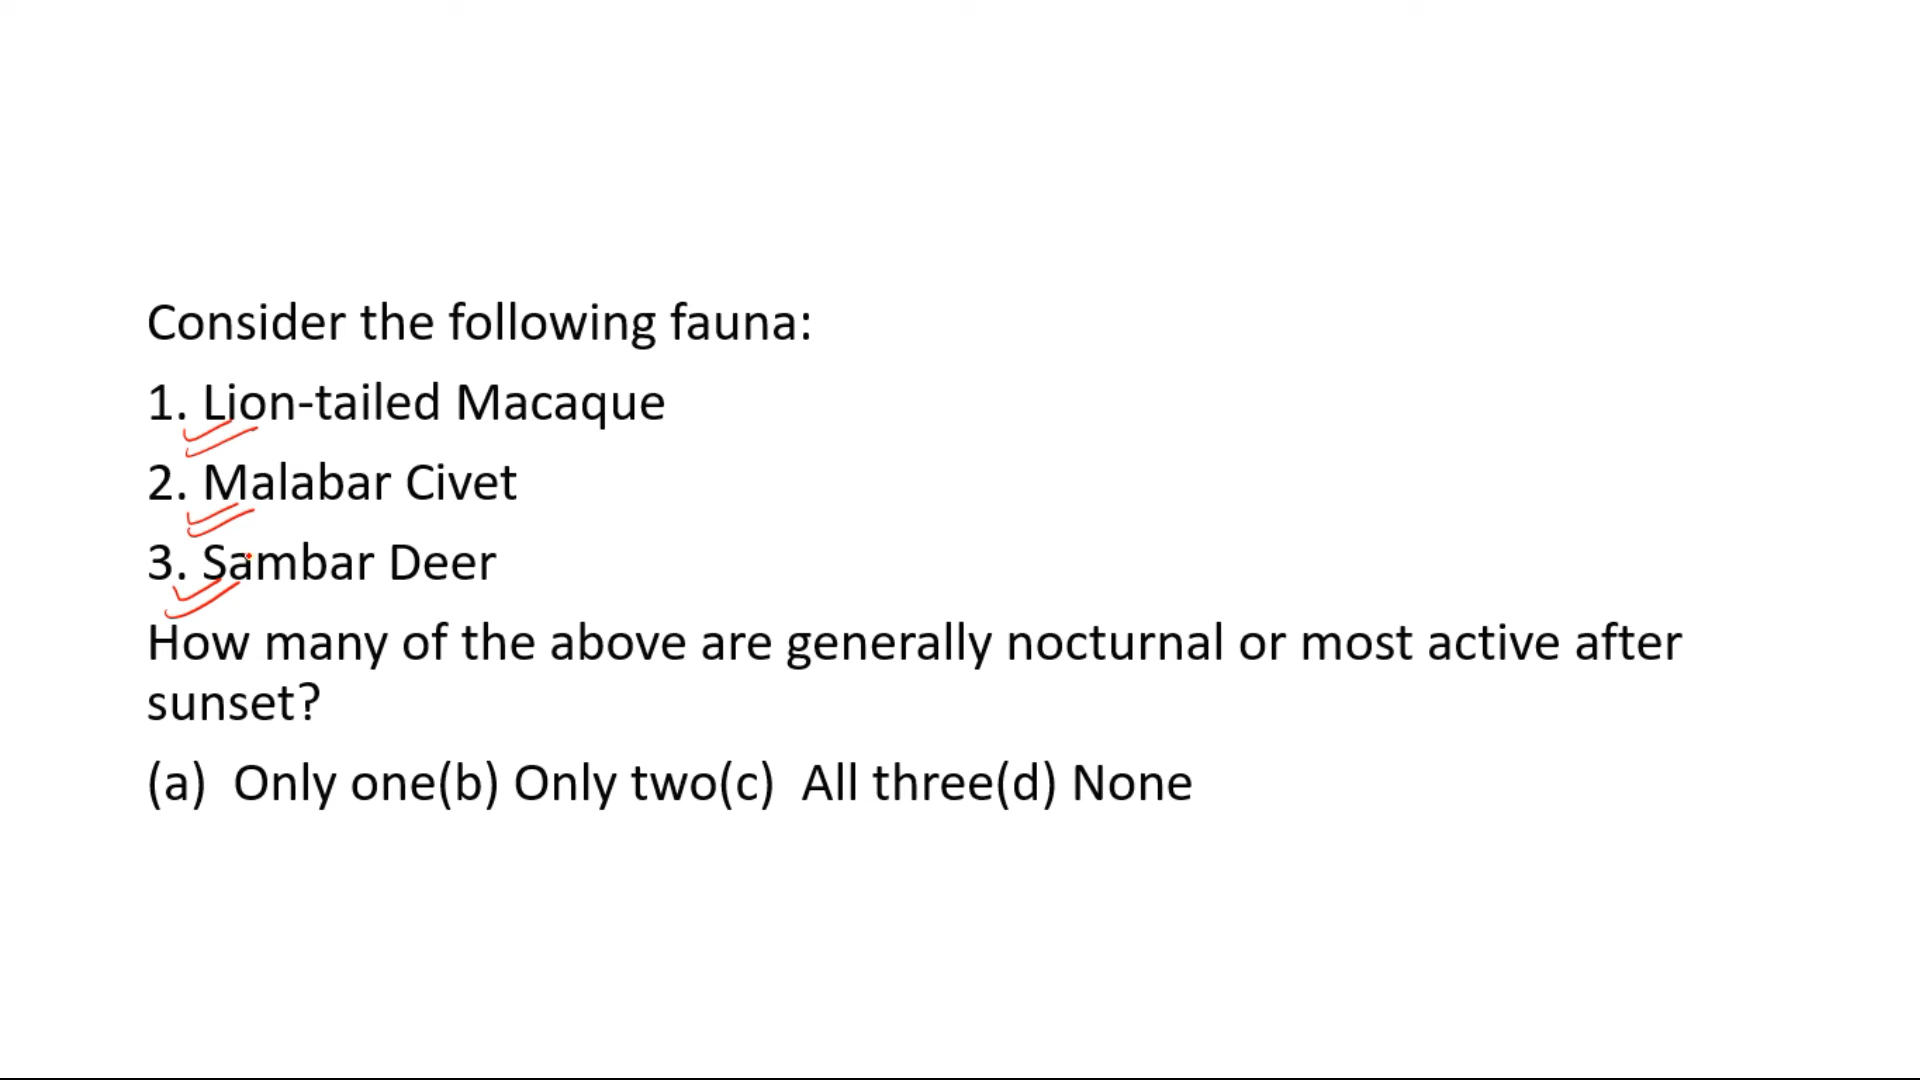 Consider the following fauna:
1. Lion-tailed Macaque
2. Malabar Civet
3. Sambar Deer
How many of the above are generally nocturnal or most active after
sunset?
(a)  Only one(b) Only two(c)  All three(d) None